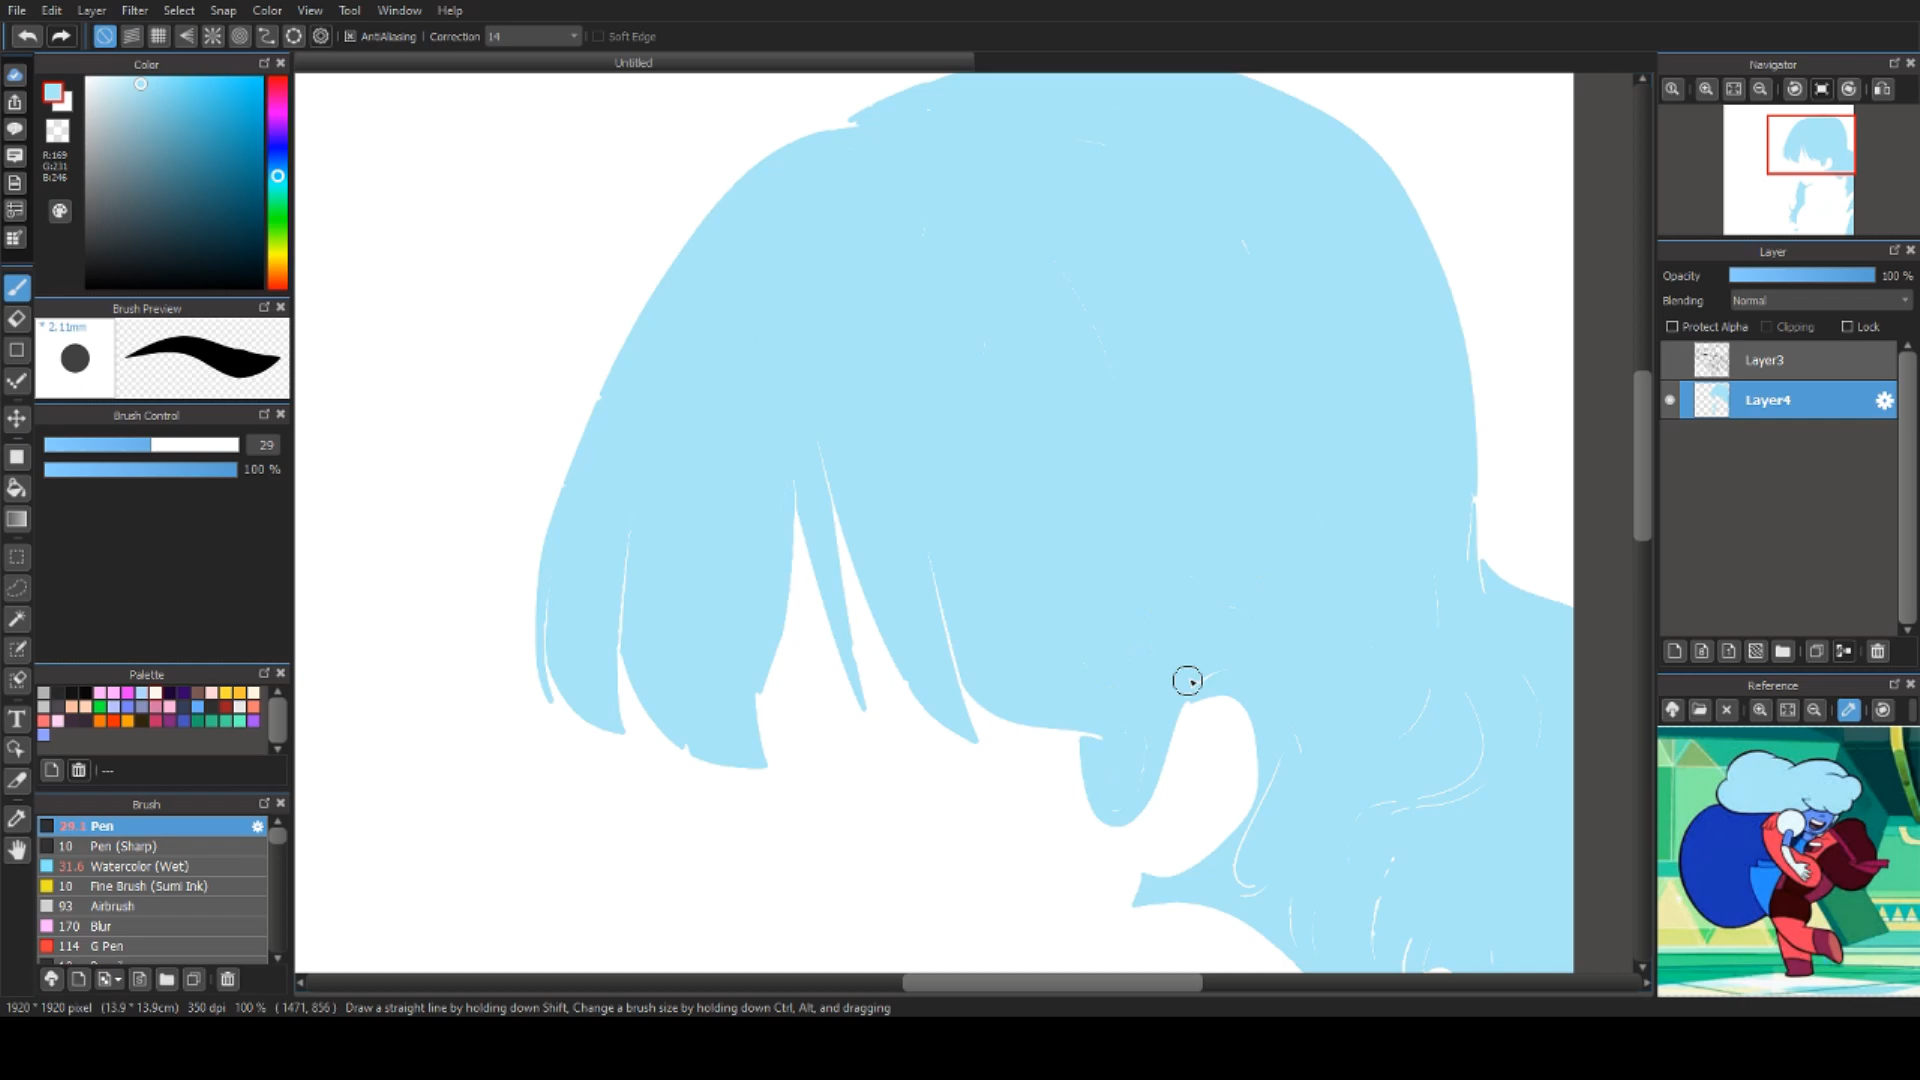 File Edit Layer Filter Select Snap Color View Tool Window Help
AntiAliasing Correction 14 Soft Edge
Color
Untitled
Navigator
R:169
G:231
B:246
Layer
Opacity 100 %
Blending Normal
Protect Alpha Clipping Lock
Layer3
Layer4
Brush Preview
* 2.11mm
Brush Control
29
100 %
Palette
---
Reference
Brush
29.1 Pen
10 Pen (Sharp)
31.6 Watercolor (Wet)
10 Fine Brush (Sumi Ink)
93 Airbrush
170 Blur
114 G Pen
1920 * 1920 pixel (13.9 * 13.9cm) 350 dpi 100 % ( 1471, 856 ) Draw a straight line by holding down Shift, Change a brush size by holding down Ctrl, Alt, and dragging